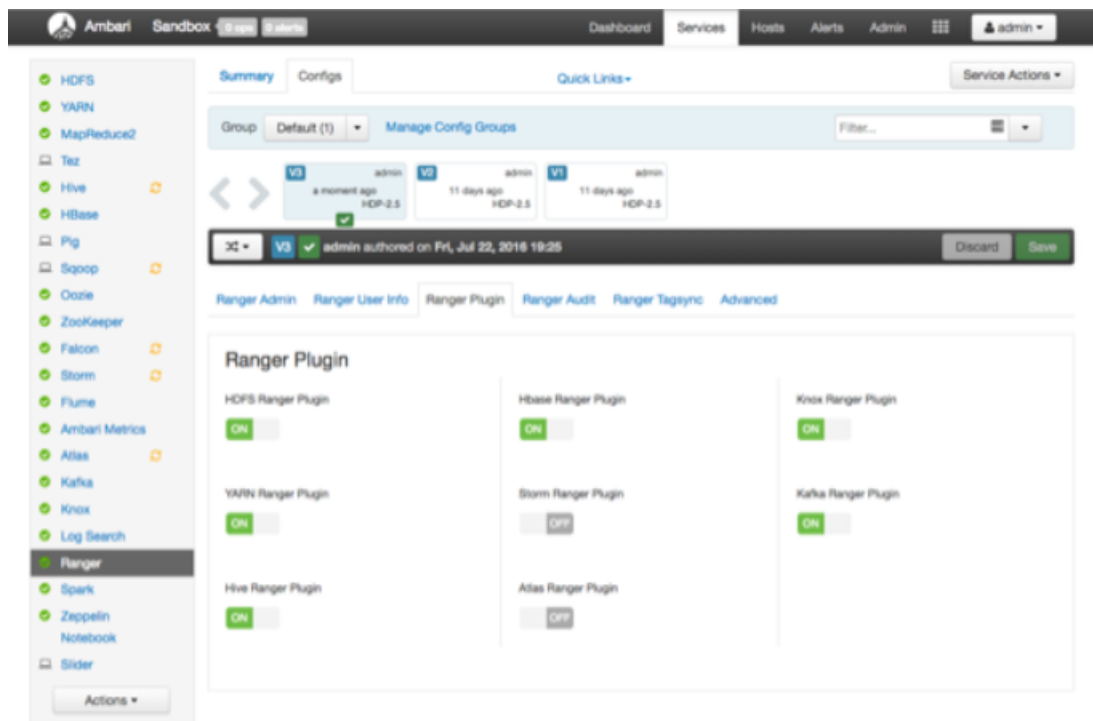 Ambari Sandbox 0 ops 0 alerts Dashboard Services Hosts Alerts Admin admin
HDFS
YARN
MapReduce2
Tez
Hive
HBase
Pig
Sqoop
Oozie
ZooKeeper
Falcon
Storm
Flume
Ambari Metrics
Atlas
Kafka
Knox
Log Search
Ranger
Spark
Zeppelin
Notebook
Slider
Actions
Summary Configs Quick Links Service Actions
Group Default (1) Manage Config Groups Filter...
V3 admin
a moment ago
HDP-2.5
V2 admin
11 days ago
HDP-2.5
V1 admin
11 days ago
HDP-2.5
V3 admin authored on Fri, Jul 22, 2016 19:25 Discard Save
Ranger Admin Ranger User Info Ranger Plugin Ranger Audit Ranger Tagsync Advanced
Ranger Plugin
HDFS Ranger Plugin Hbase Ranger Plugin Knox Ranger Plugin
ON ON ON
YARN Ranger Plugin Storm Ranger Plugin Kafka Ranger Plugin
ON OFF ON
Hive Ranger Plugin Atlas Ranger Plugin
ON OFF